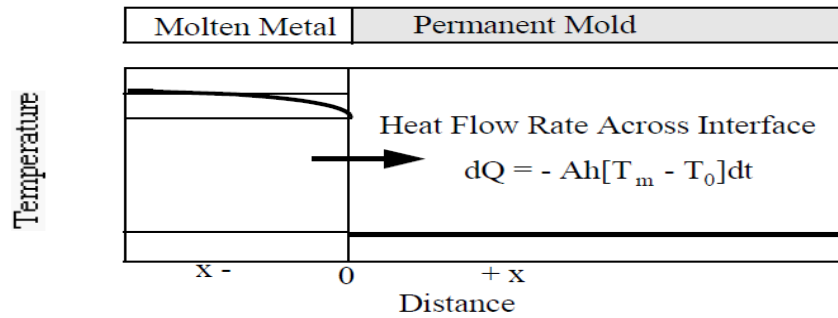 Molten Metal
Permanent Mold
Temperature
Heat Flow Rate Across Interface
dQ = - Ah[Tₘ - T₀]dt
x -
0
+ x
Distance